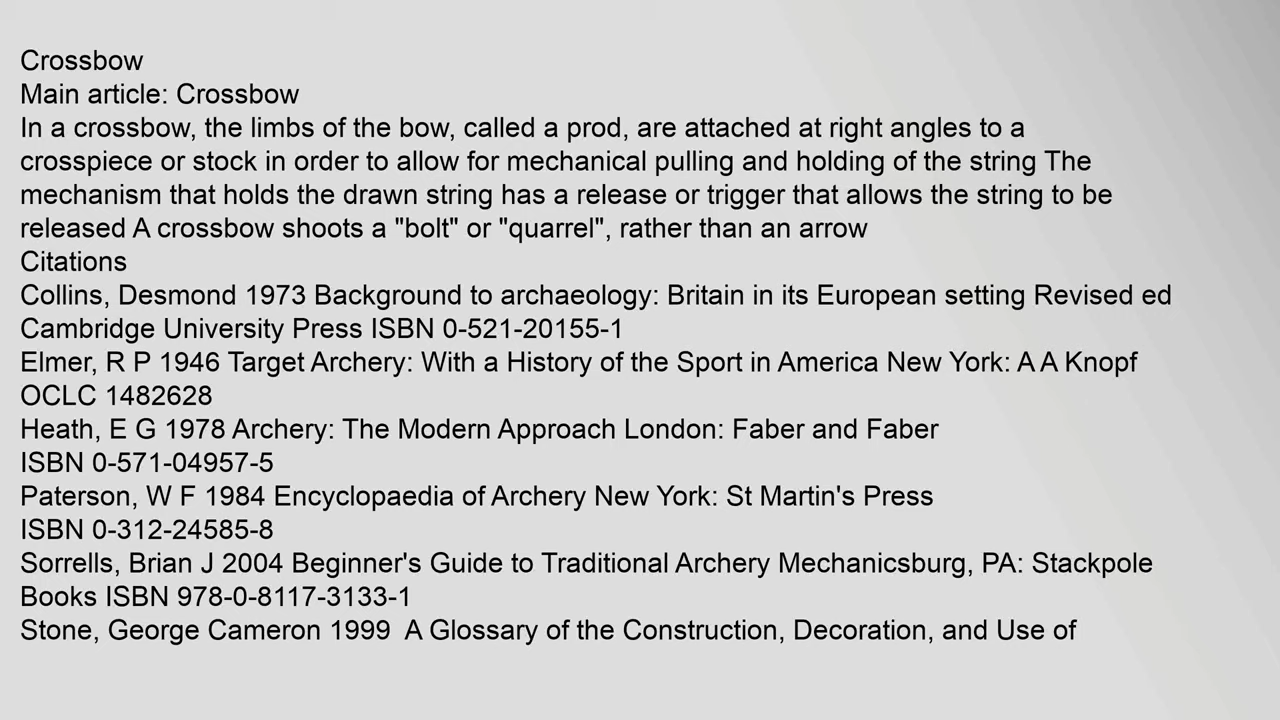 Crossbow
Main article: Crossbow
In a crossbow, the limbs of the bow, called a prod, are attached at right angles to a
crosspiece or stock in order to allow for mechanical pulling and holding of the string The
mechanism that holds the drawn string has a release or trigger that allows the string to be
released A crossbow shoots a "bolt" or "quarrel", rather than an arrow
Citations
Collins, Desmond 1973 Background to archaeology: Britain in its European setting Revised ed
Cambridge University Press ISBN 0-521-20155-1
Elmer, R P 1946 Target Archery: With a History of the Sport in America New York: A A Knopf
OCLC 1482628
Heath, E G 1978 Archery: The Modern Approach London: Faber and Faber
ISBN 0-571-04957-5
Paterson, W F 1984 Encyclopaedia of Archery New York: St Martin's Press
ISBN 0-312-24585-8
Sorrells, Brian J 2004 Beginner's Guide to Traditional Archery Mechanicsburg, PA: Stackpole
Books ISBN 978-0-8117-3133-1
Stone, George Cameron 1999  A Glossary of the Construction, Decoration, and Use of